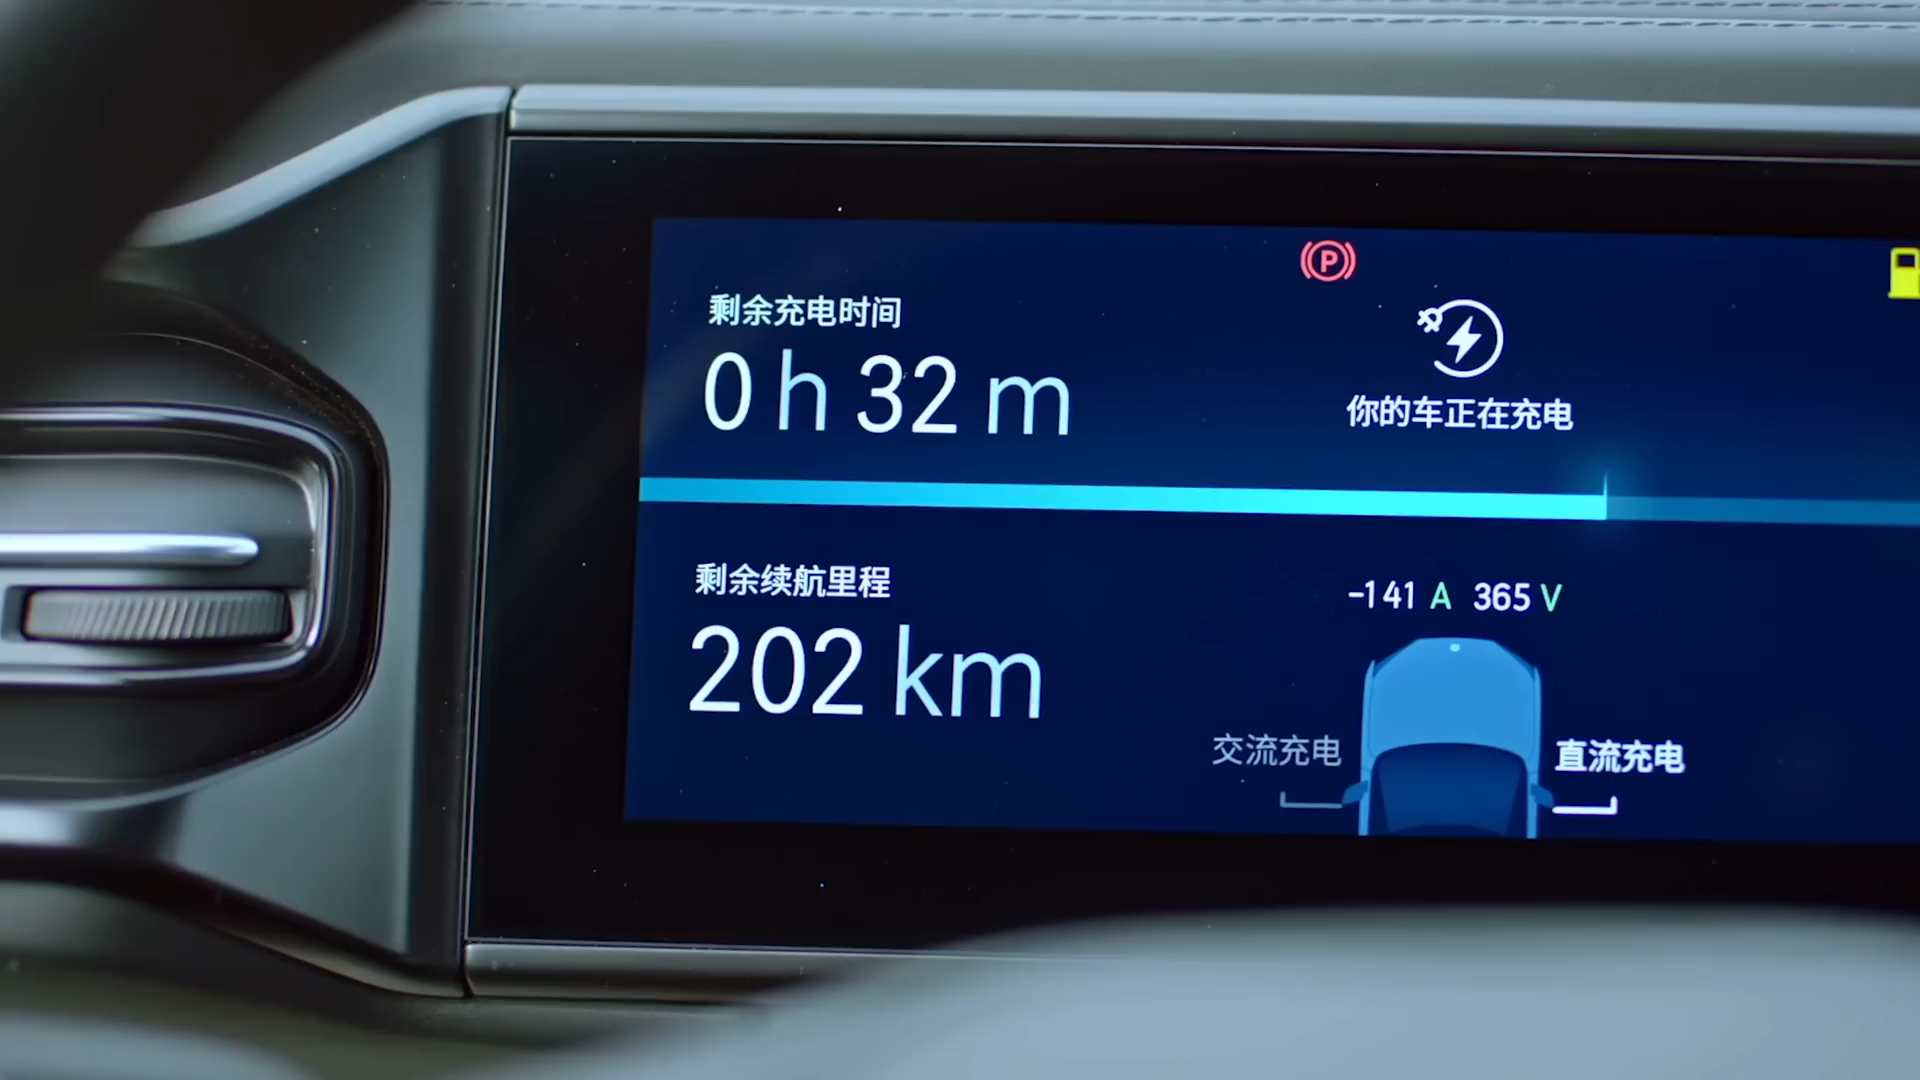 P
剩余充电时间
0 h 32 m
你的车正在充电
剩余续航里程
202 km
-141 A 365 V
交流充电
直流充电